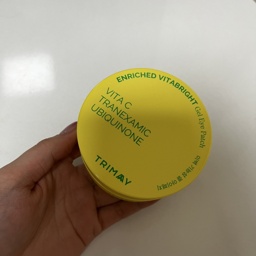 ENRICHED VITABRIGHT Gel Eye Patch
VITA C
TRANEXAMIC
UBIQUINONE
TRIMAY